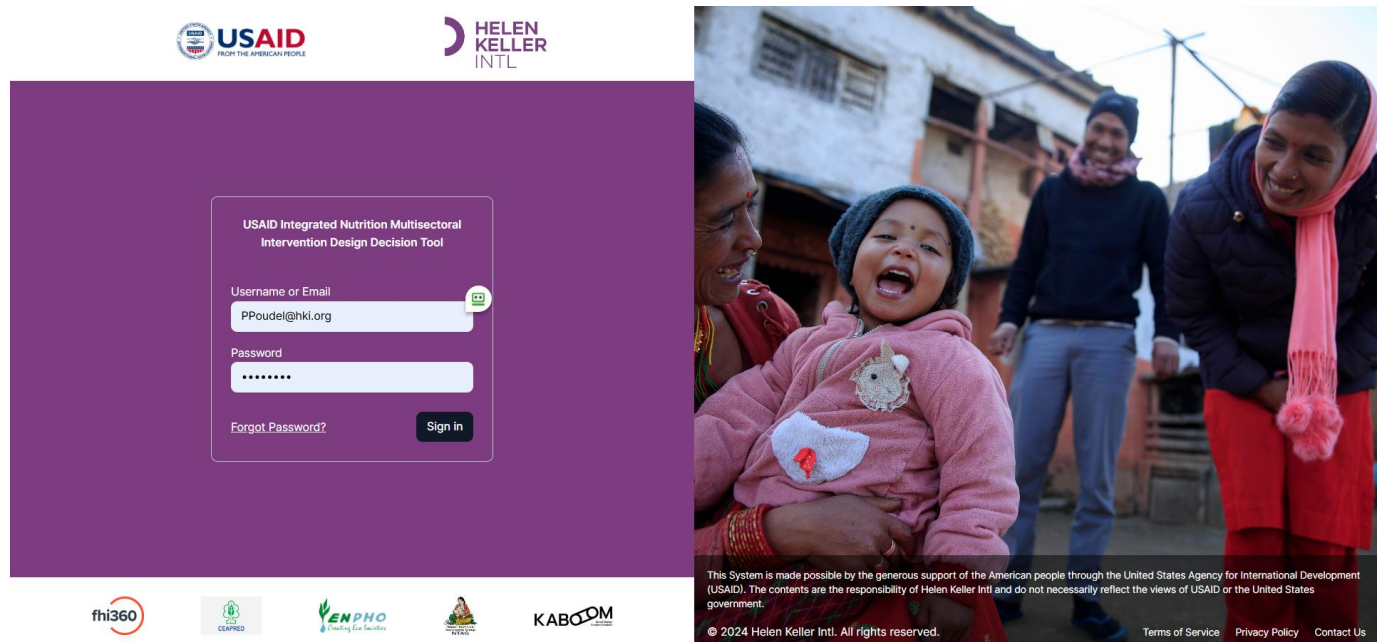 USAID
FROM THE AMERICAN PEOPLE
HELEN
KELLER
INTL
USAID Integrated Nutrition Multisectoral
Intervention Design Decision Tool
Username or Email
PPoudel@hki.org
Password
Forgot Password?
Sign in
fhi360
CEAPRED
ENPHO
Creating Eco Societies
NTAG
KABOOM
This System is made possible by the generous support of the American people through the United States Agency for International Development
(USAID). The contents are the responsibility of Helen Keller Intl and do not necessarily reflect the views of USAID or the United States
government.
© 2024 Helen Keller Intl. All rights reserved.
Terms of Service Privacy Policy Contact Us